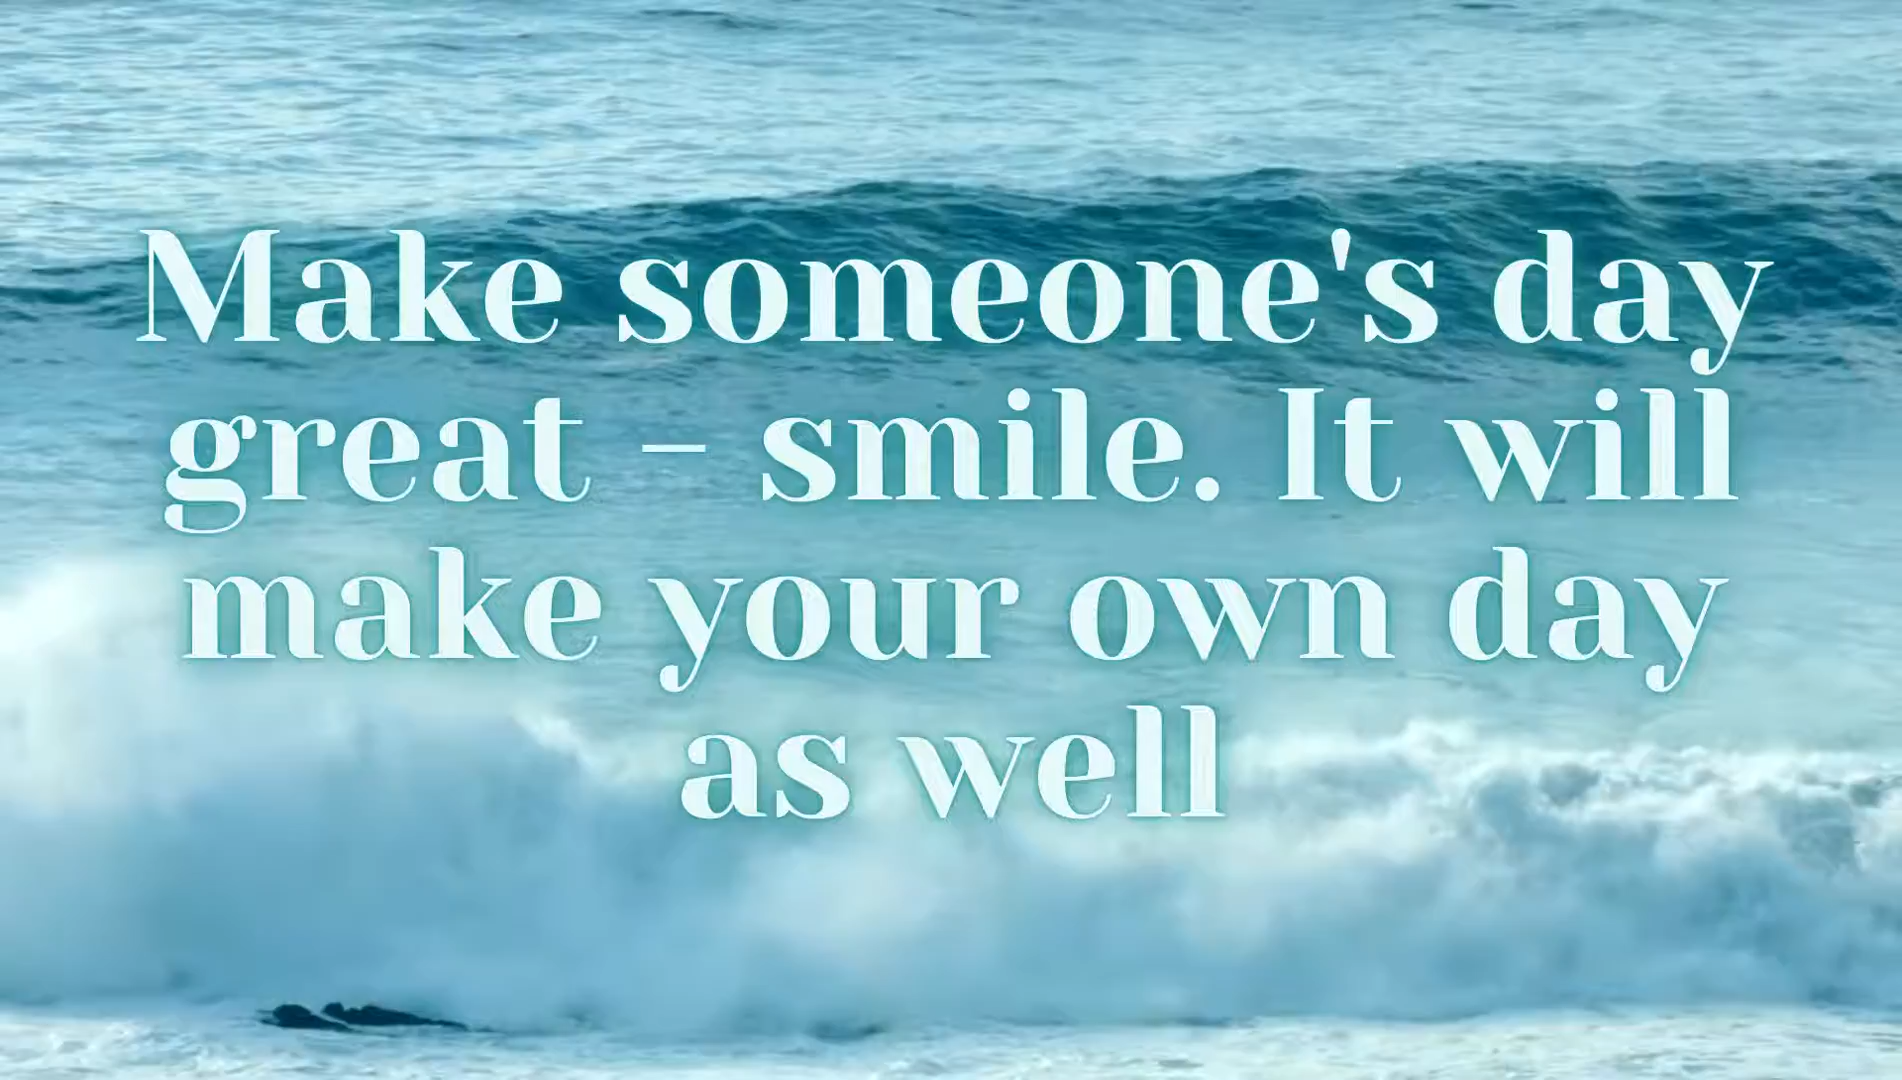 Make someone's day
great - smile. It will
make your own day
as well